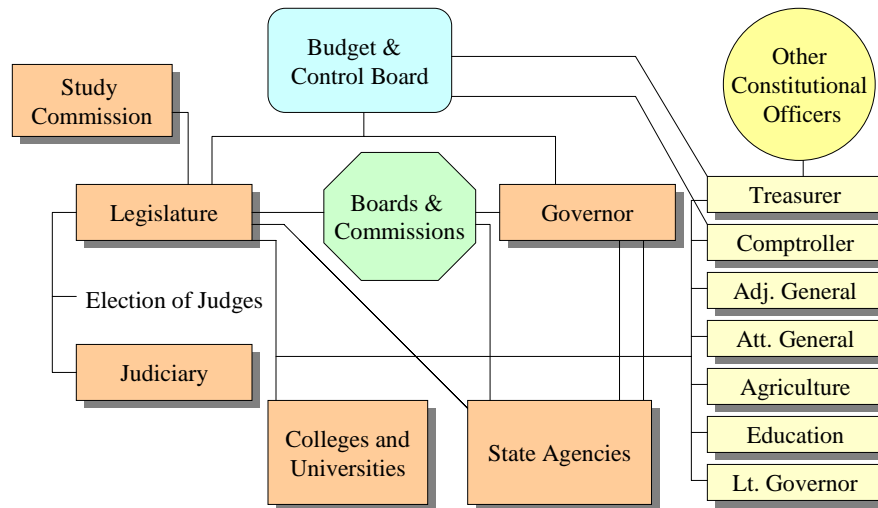 Budget &
Control Board
Other
Constitutional
Officers
Study
Commission
Legislature
Boards &
Commissions
Governor
Treasurer
Comptroller
Election of Judges
Adj. General
Att. General
Judiciary
Agriculture
Colleges and
Universities
State Agencies
Education
Lt. Governor